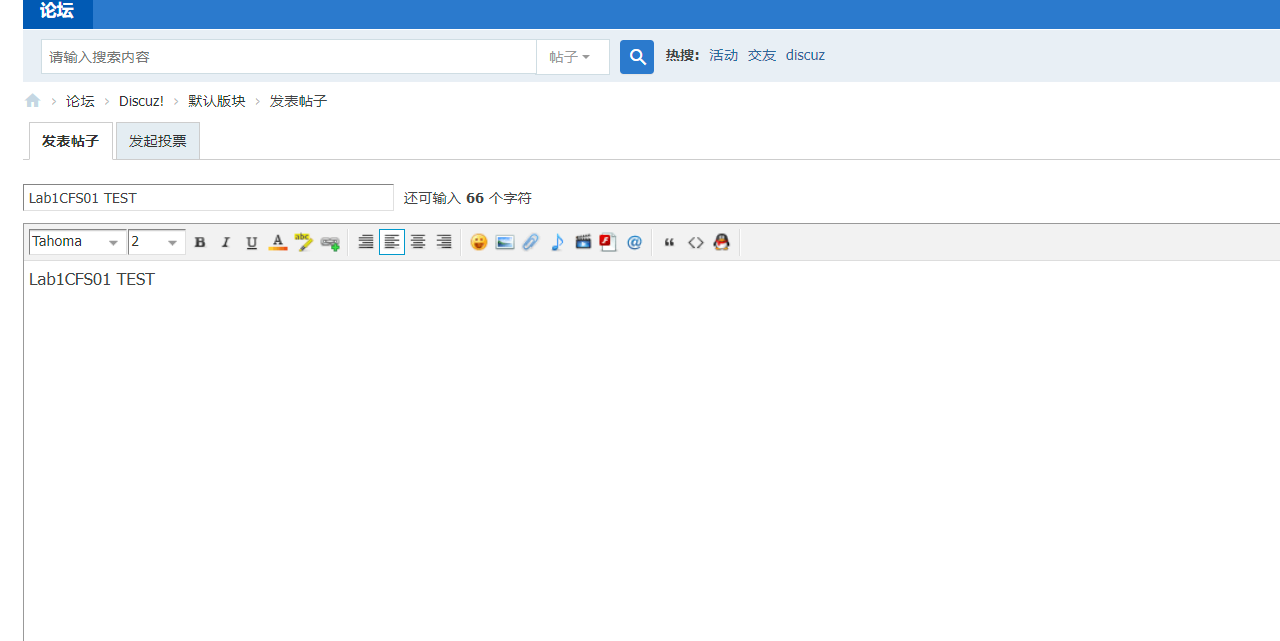 论坛
请输入搜索内容 帖子 热搜: 活动 交友 discuz
论坛 › Discuz! › 默认版块 › 发表帖子
发表帖子 发起投票
Lab1CFS01 TEST 还可输入 66 个字符
Tahoma 2 B I U A abc @ “ <>
Lab1CFS01 TEST